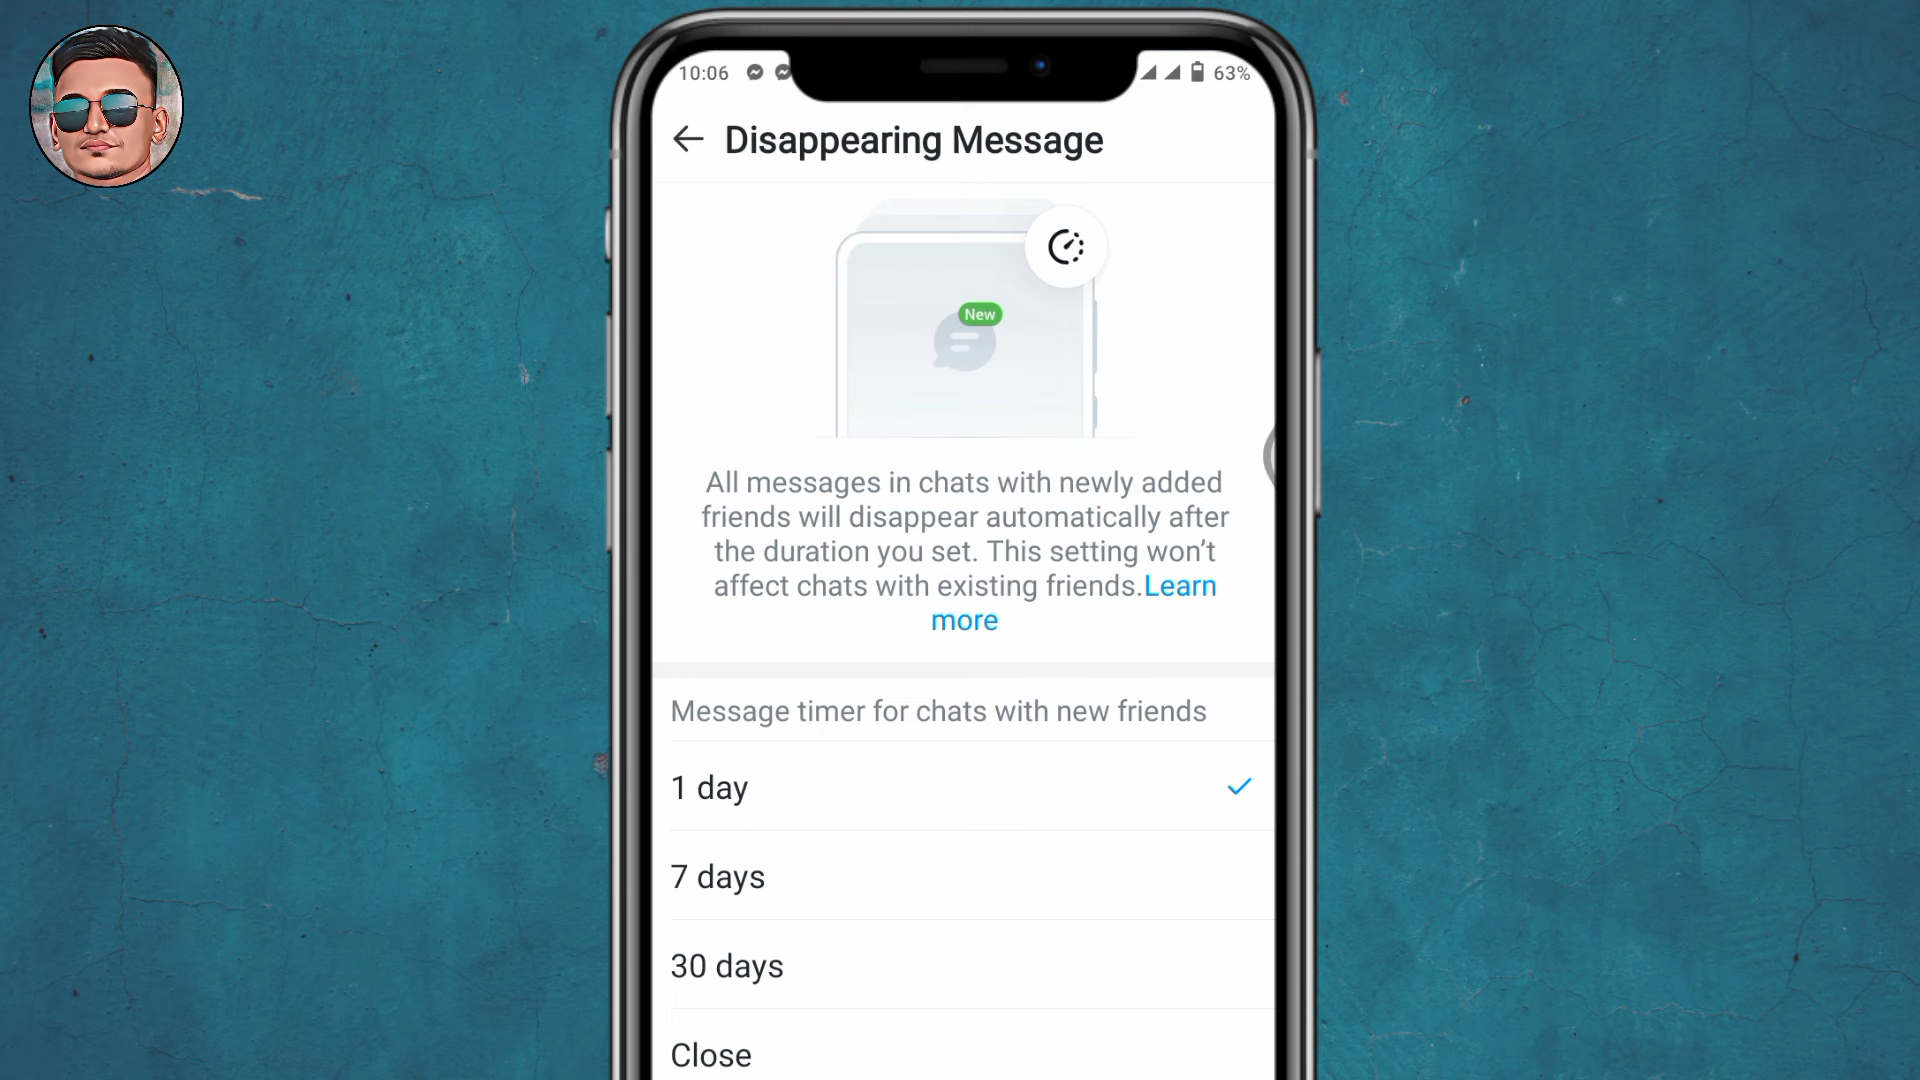 10:06 63%
Disappearing Message
New
All messages in chats with newly added
friends will disappear automatically after
the duration you set. This setting won’t
affect chats with existing friends.Learn
more
Message timer for chats with new friends
1 day
7 days
30 days
Close